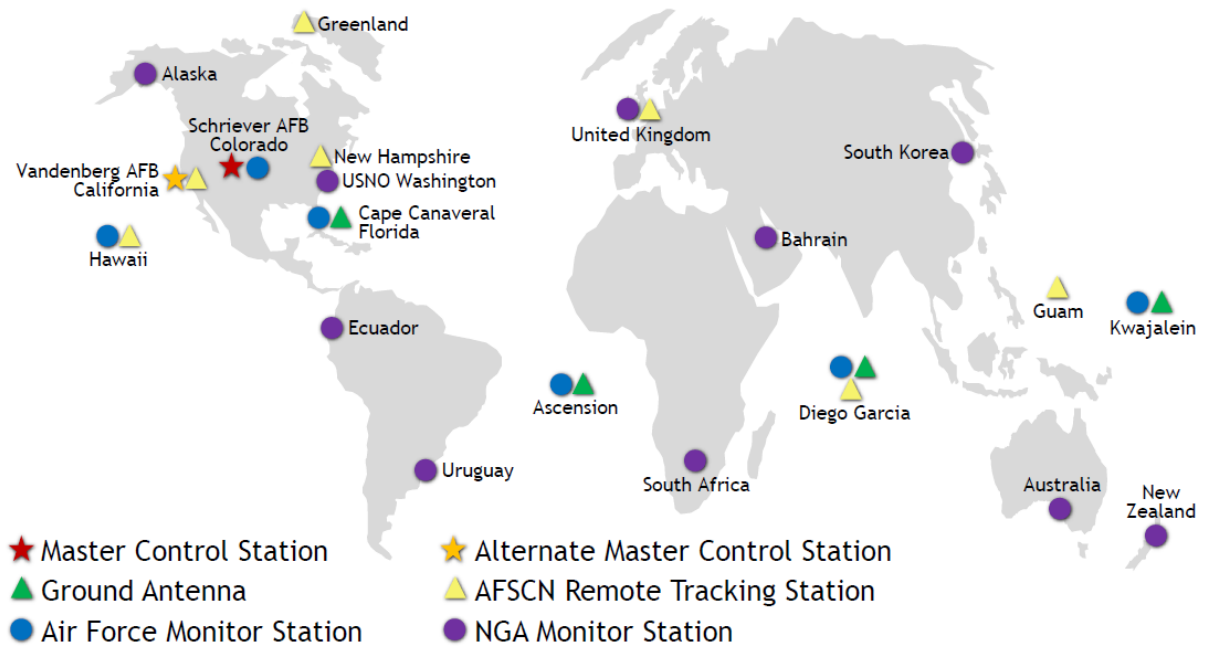 Greenland
Alaska
Schriever AFB
Colorado
Vandenberg AFB
California
New Hampshire
USNO Washington
Cape Canaveral
Florida
Hawaii
United Kingdom
South Korea
Bahrain
Guam
Kwajalein
Ecuador
Ascension
Diego Garcia
Uruguay
South Africa
Australia
New
Zealand
Master Control Station
Alternate Master Control Station
Ground Antenna
AFSCN Remote Tracking Station
Air Force Monitor Station
NGA Monitor Station